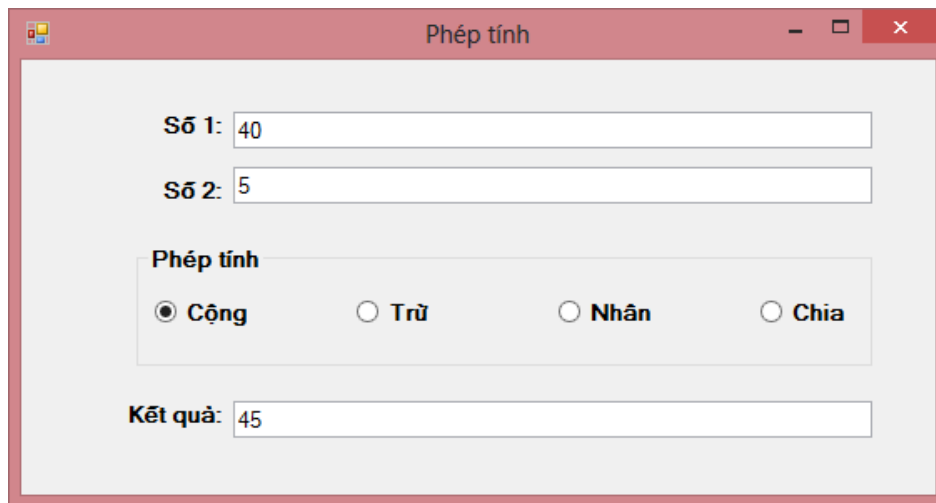 Phép tính
Số 1: 40
Số 2: 5
Phép tính
Cộng Trừ Nhân Chia
Kết quả: 45